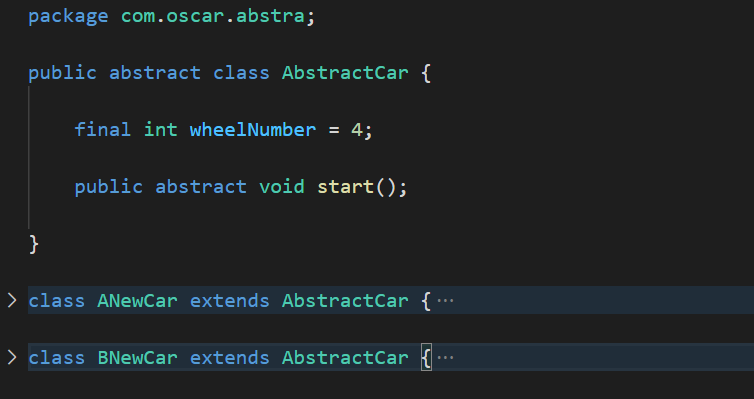 package com.oscar.abstra;
public abstract class AbstractCar {
final int wheelNumber = 4;
public abstract void start();
}
class ANewCar extends AbstractCar {···
class BNewCar extends AbstractCar {···